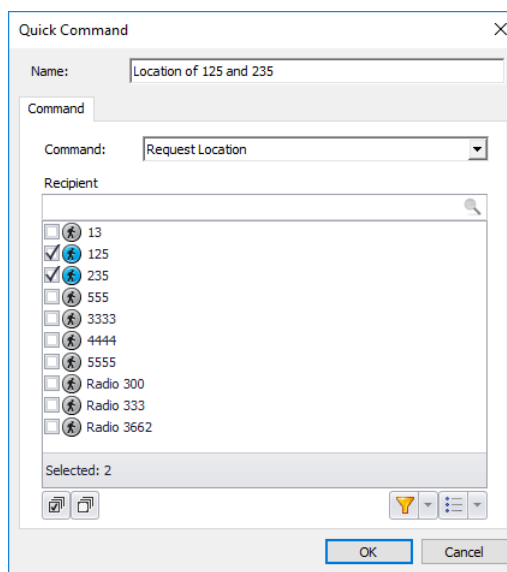 Quick Command
Name: Location of 125 and 235
Command
Command: Request Location
Recipient
13
125
235
555
3333
4444
5555
Radio 300
Radio 333
Radio 3662
Selected: 2
OK Cancel